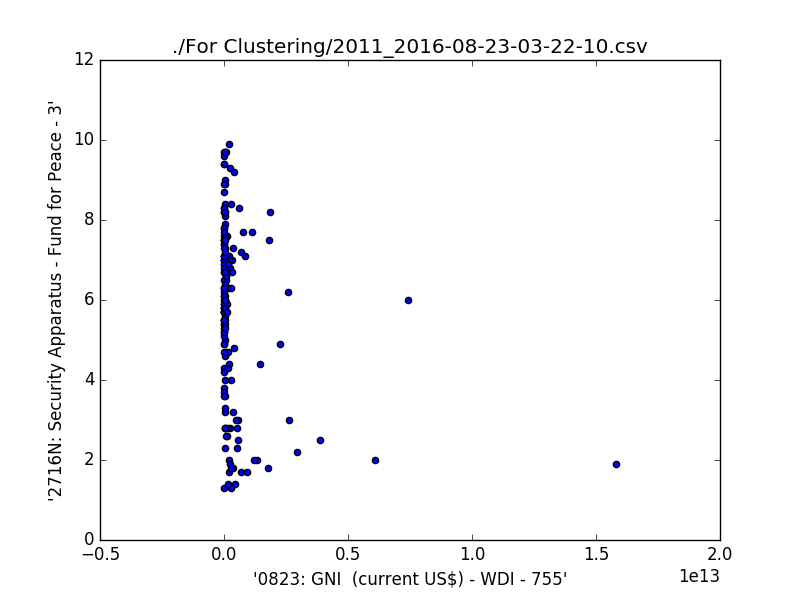 ./For Clustering/2011_2016-08-23-03-22-10.csv
12
10
8
6
4
2
0
'2716N: Security Apparatus - Fund for Peace - 3'
−0.5 0.0 0.5 1.0 1.5 2.0
1e13
'0823: GNI  (current US$) - WDI - 755'